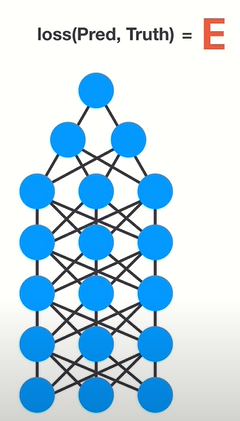 loss(Pred, Truth) = E